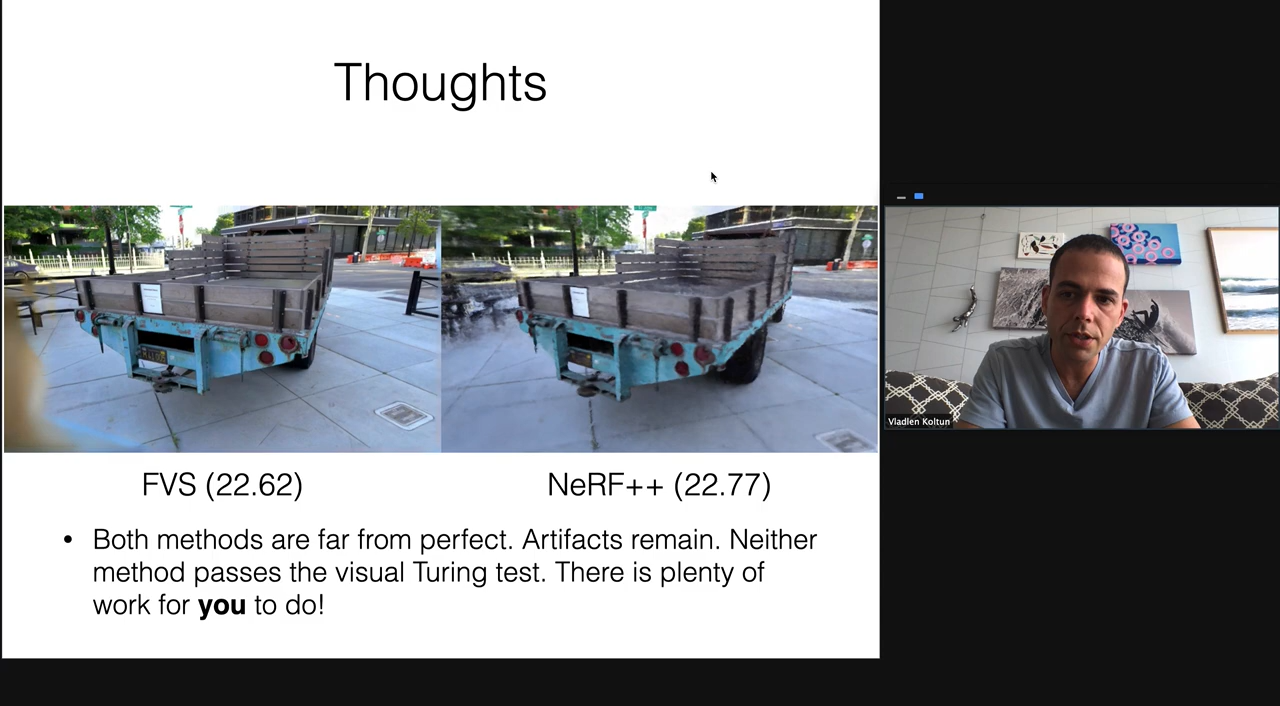 Thoughts
FVS (22.62)
NeRF++ (22.77)
• Both methods are far from perfect. Artifacts remain. Neither
method passes the visual Turing test. There is plenty of
work for you to do!
Vladlen Koltun